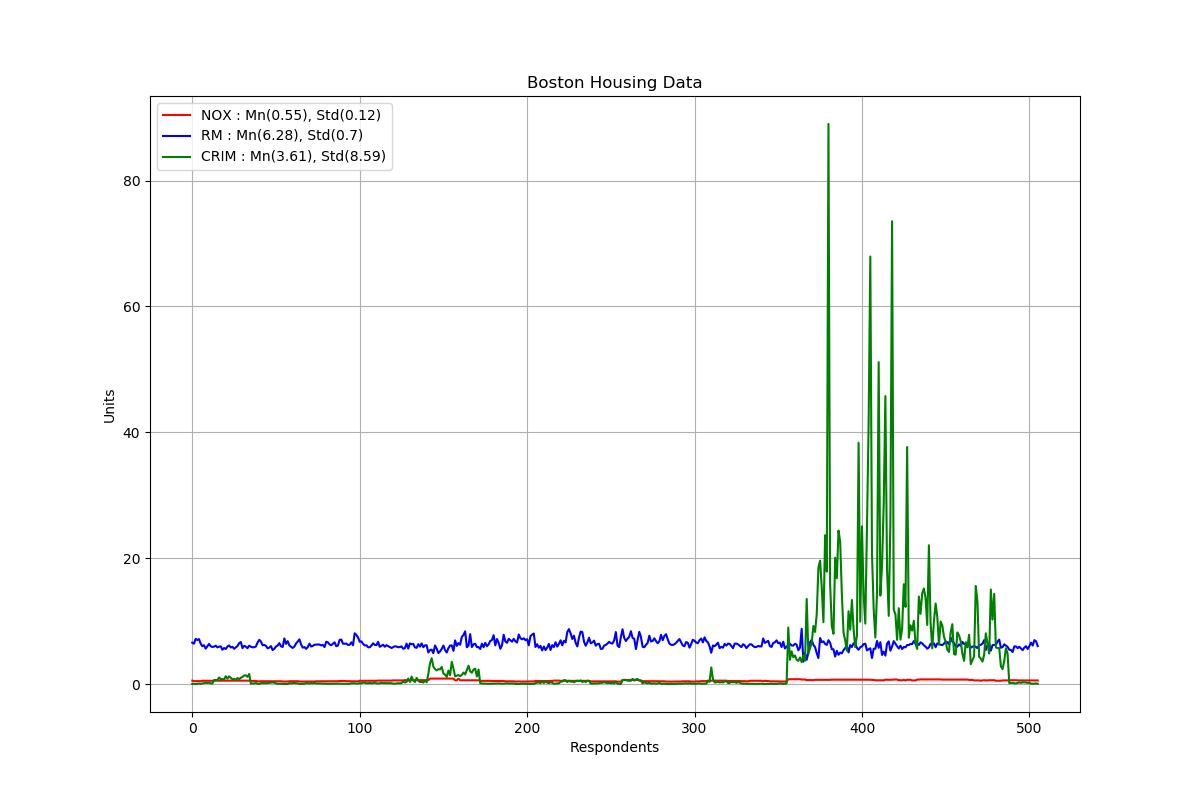 Boston Housing Data
NOX : Mn(0.55), Std(0.12)
RM : Mn(6.28), Std(0.7)
CRIM : Mn(3.61), Std(8.59)
80
60
40
20
0
Units
0 100 200 300 400 500
Respondents